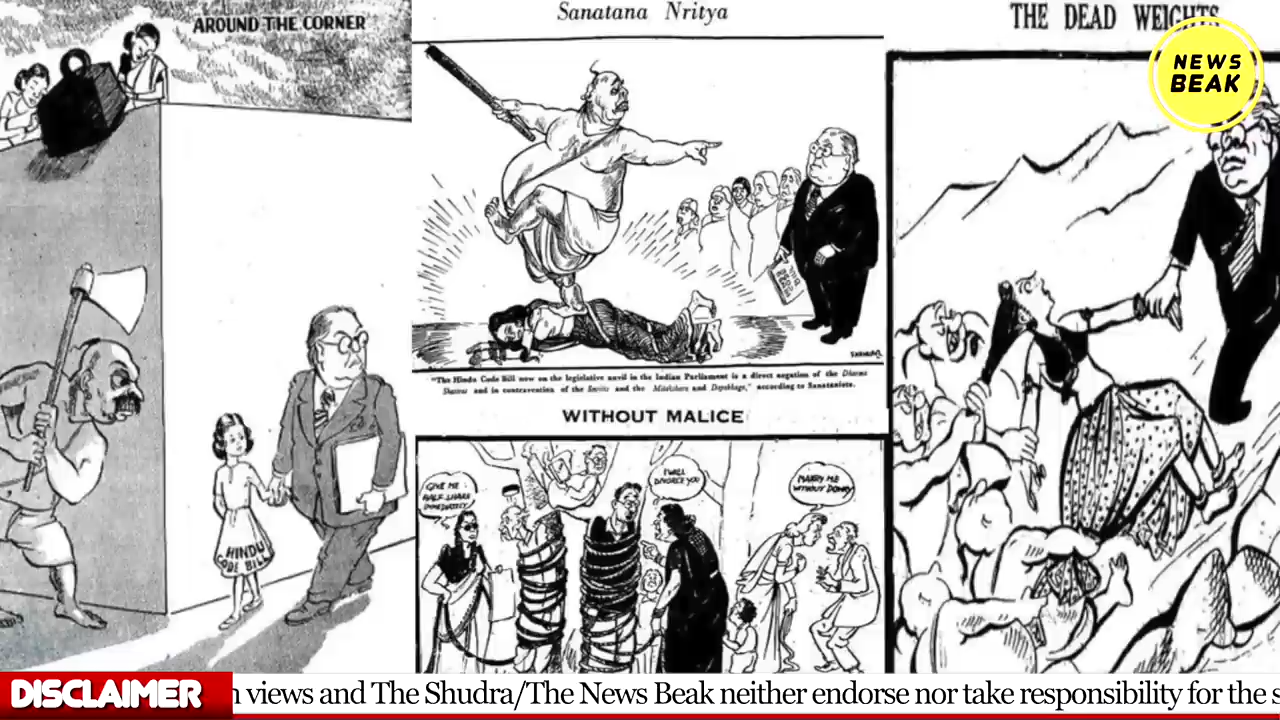 AROUND THE CORNER
HINDU
CODE BILL
Sanatana Nritya
"The Hindu Code Bill now on the legislative anvil in the Indian Parliament is a direct negation of the Dharma
Shastras and in contravention of the Smritis and the Mitakshara and Dayabhaga," according to Sanatanists.
WITHOUT MALICE
GIVE ME
HALF SHARE
IMMEDIATELY
I WILL
DIVORCE YOU
MARRY ME
WITHOUT DOWRY
THE DEAD WEIGHTS
NEWS
BEAK
DISCLAIMER
n views and The Shudra/The News Beak neither endorse nor take responsibility for the s